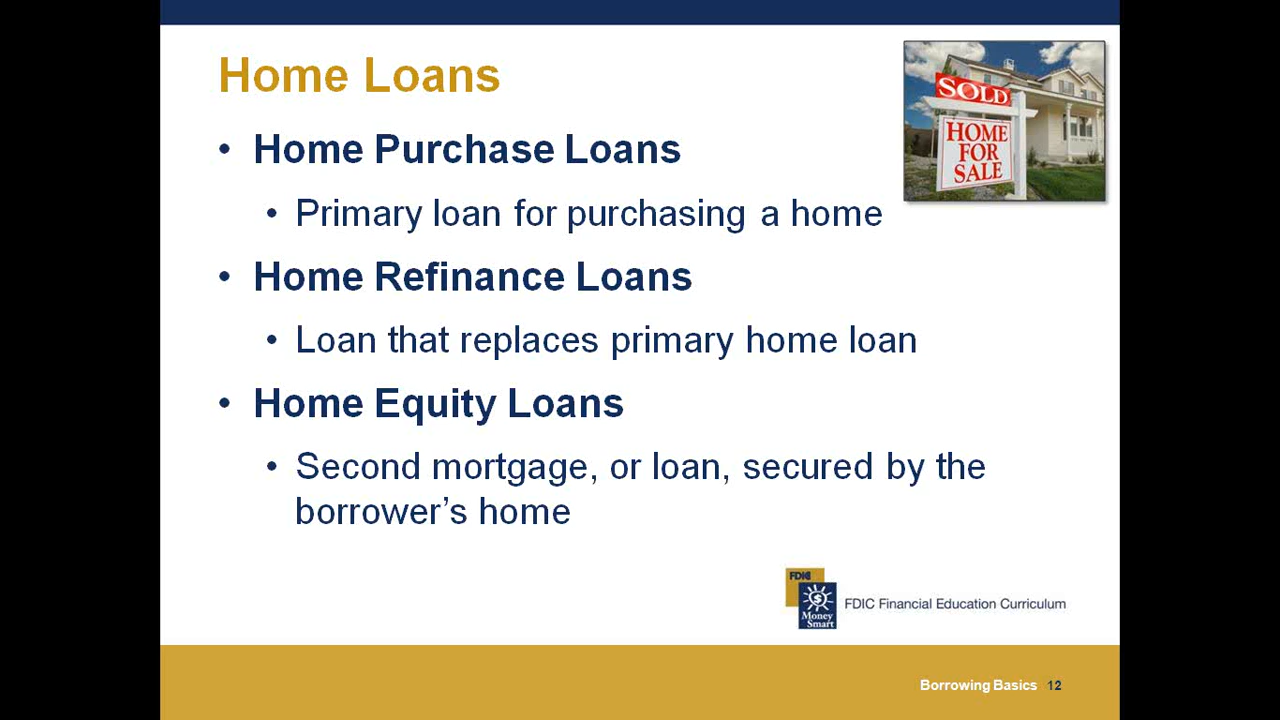 Home Loans
SOLD
HOME
FOR
SALE
• Home Purchase Loans
• Primary loan for purchasing a home
• Home Refinance Loans
• Loan that replaces primary home loan
• Home Equity Loans
• Second mortgage, or loan, secured by the
borrower’s home
FDIC
$
Money
Smart
FDIC Financial Education Curriculum
Borrowing Basics 12